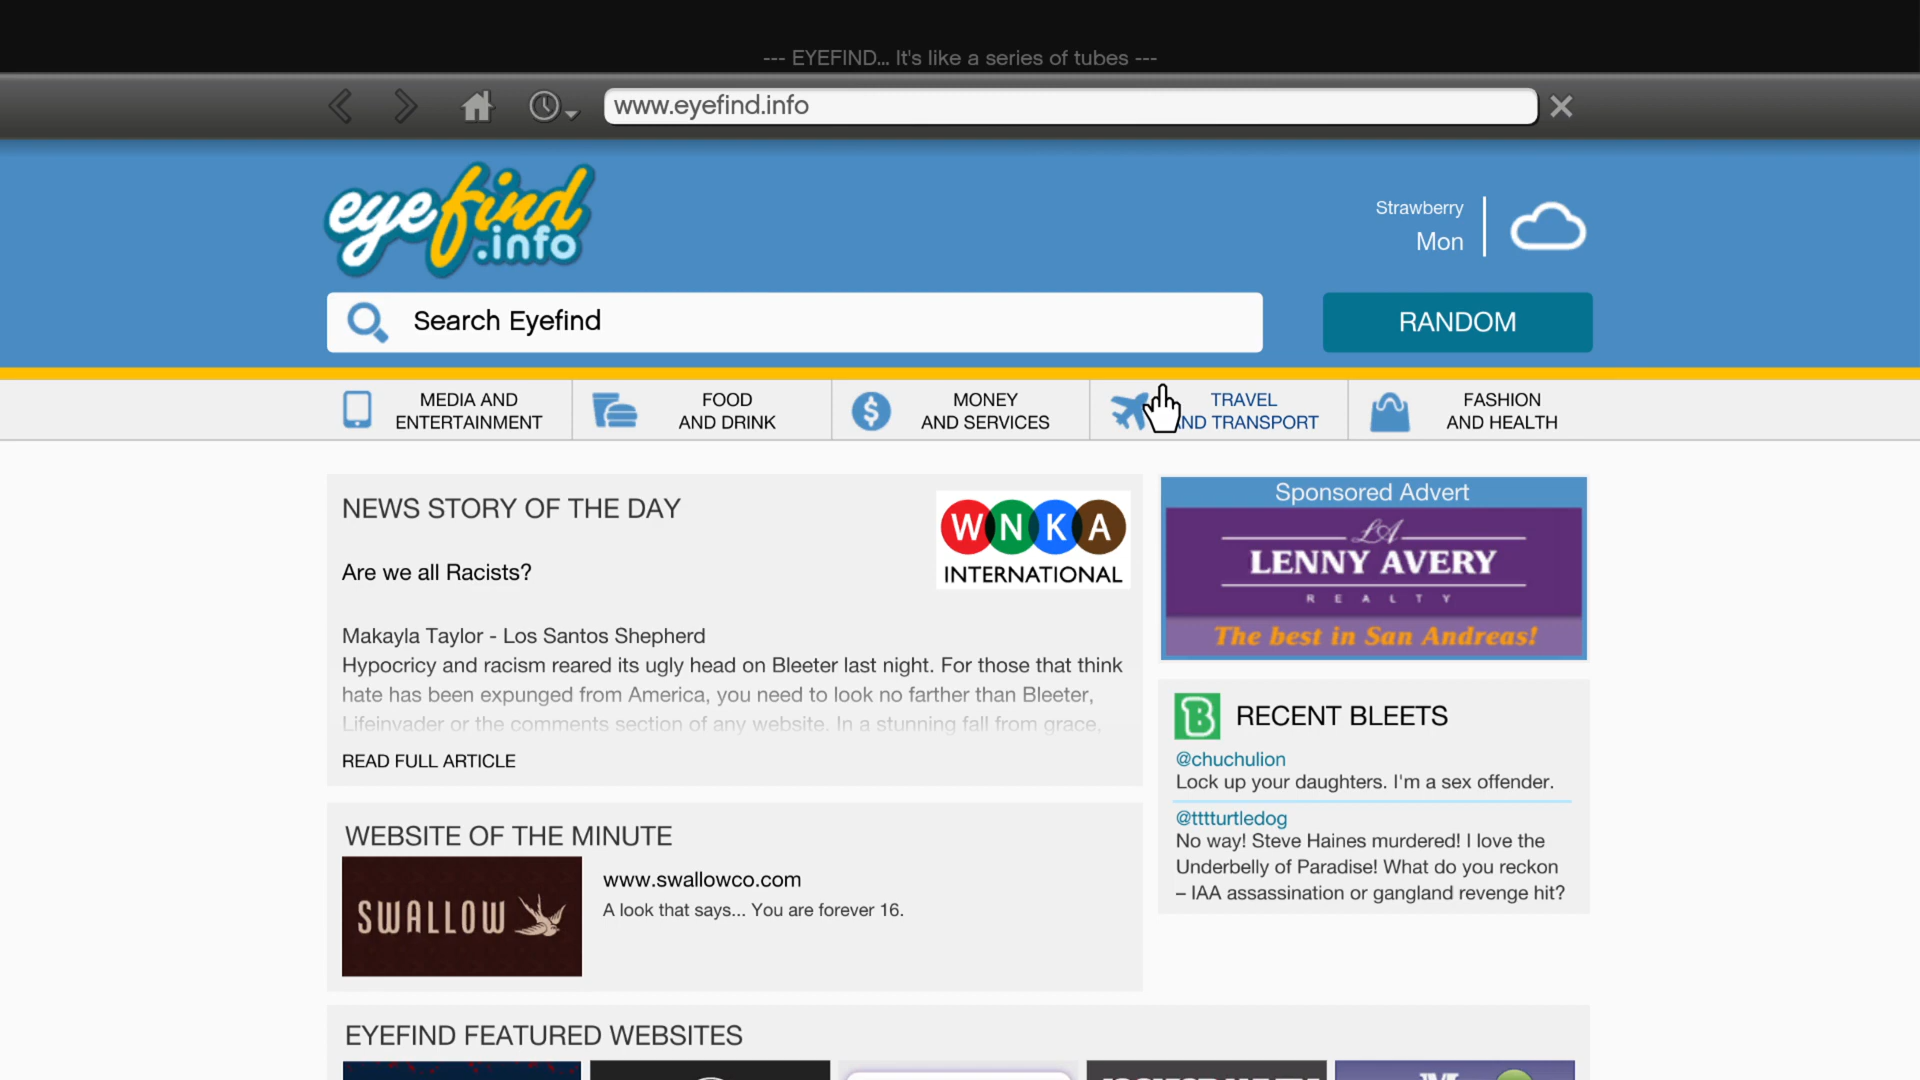 --- EYEFIND... It's like a series of tubes ---
www.eyefind.info
eyefind
.info
Strawberry
Mon
Search Eyefind
RANDOM
MEDIA AND
ENTERTAINMENT
FOOD
AND DRINK
MONEY
AND SERVICES
TRAVEL
ND TRANSPORT
FASHION
AND HEALTH
NEWS STORY OF THE DAY
WNKA
INTERNATIONAL
Are we all Racists?
Makayla Taylor - Los Santos Shepherd
Hypocricy and racism reared its ugly head on Bleeter last night. For those that think
hate has been expunged from America, you need to look no farther than Bleeter,
Lifeinvader or the comments section of any website. In a stunning fall from grace,
READ FULL ARTICLE
Sponsored Advert
LA
LENNY AVERY
REALTY
The best in San Andreas!
B
RECENT BLEETS
@chuchulion
Lock up your daughters. I'm a sex offender.
@tttturtledog
No way! Steve Haines murdered! I love the
Underbelly of Paradise! What do you reckon
– IAA assassination or gangland revenge hit?
WEBSITE OF THE MINUTE
SWALLOW
www.swallowco.com
A look that says... You are forever 16.
EYEFIND FEATURED WEBSITES